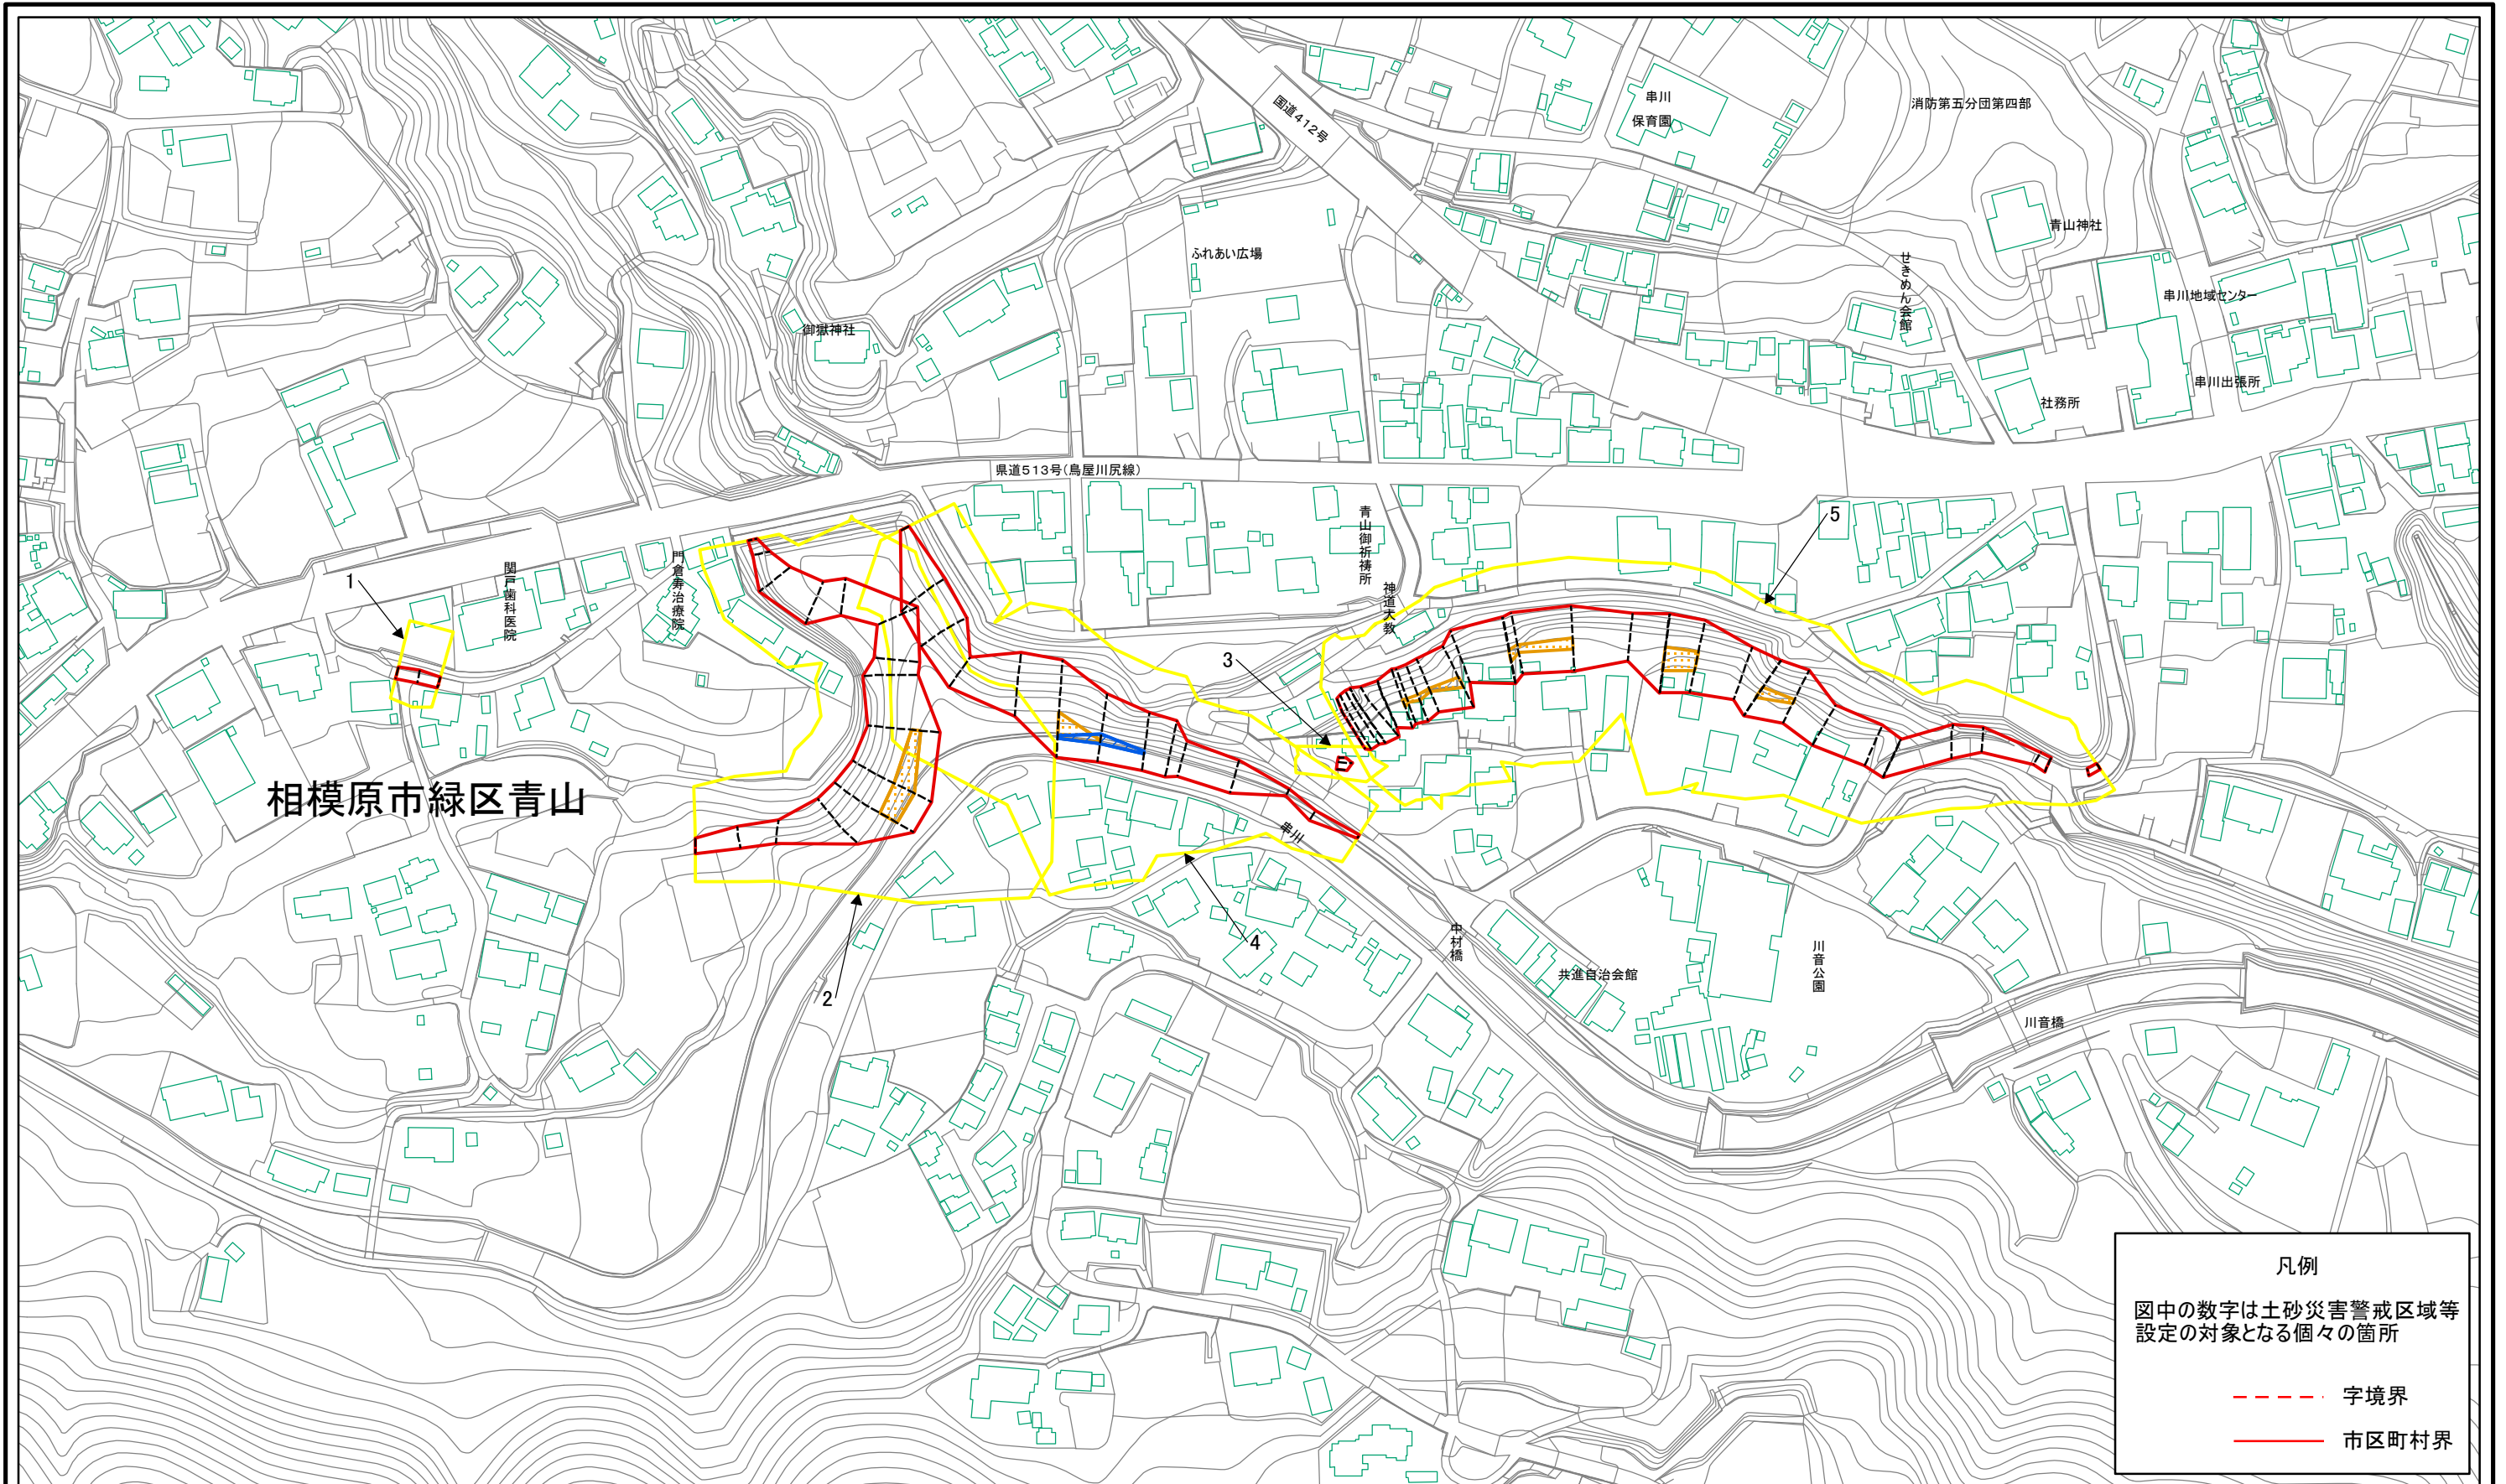 国道412号
串川
保育園
消防第五分団第四部
青山神社
ふれあい広場
せきめん会館
串川地域センター
御嶽神社
串川出張所
社務所
県道513号(鳥屋川尻線)
青山御祈祷所
神道大教
5
門倉寿治療院
関戸歯科医院
1
3
相模原市緑区青山
串川
4
2
中村橋
共進自治会館
川音公園
川音橋
凡例
図中の数字は土砂災害警戒区域等
設定の対象となる個々の箇所
字境界
市区町村界